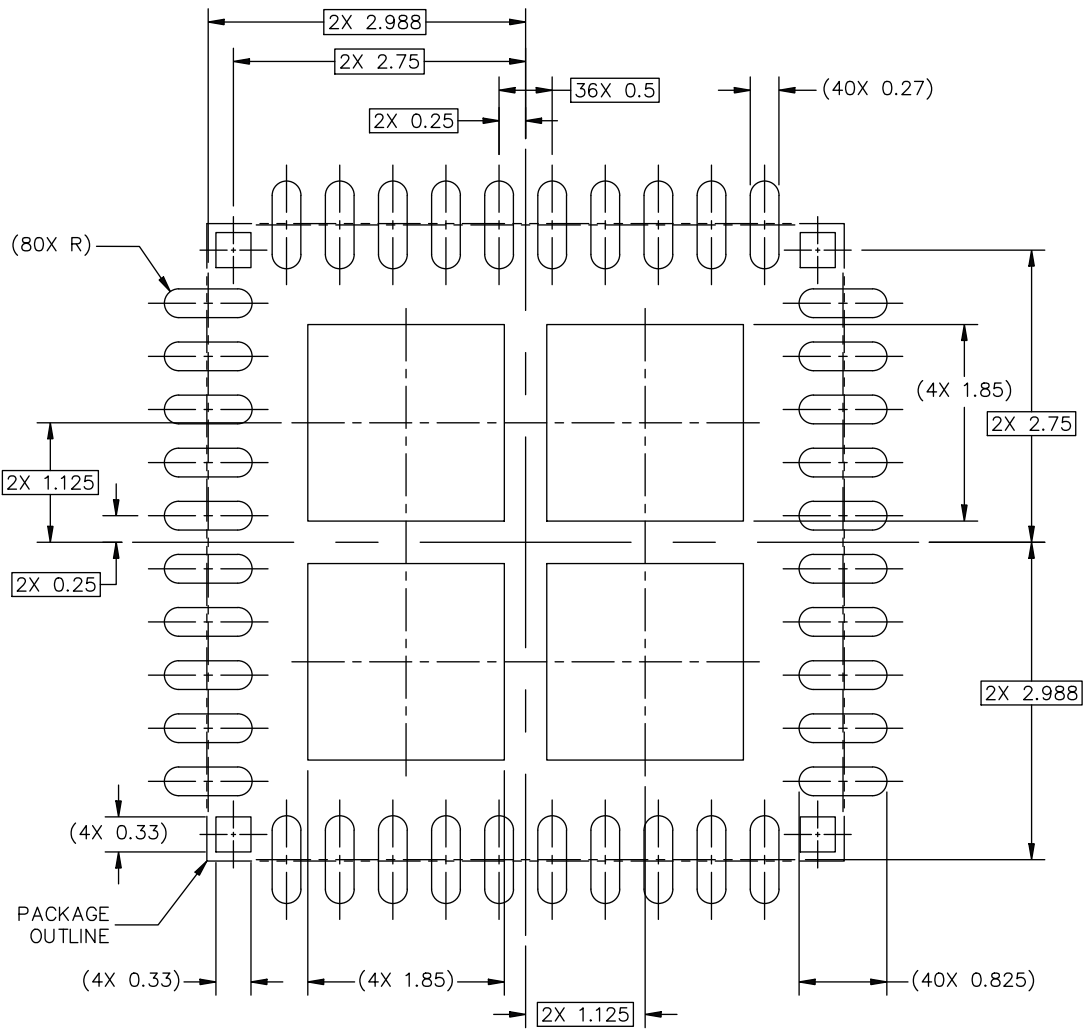 2X 2.988
2X 2.75
36X 0.5
(40X 0.27)
2X 0.25
(80X R)
(4X 1.85)
2X 2.75
2X 1.125
2X 0.25
2X 2.988
(4X 0.33)
PACKAGE
OUTLINE
(4X 0.33)
(4X 1.85)
(40X 0.825)
2X 1.125